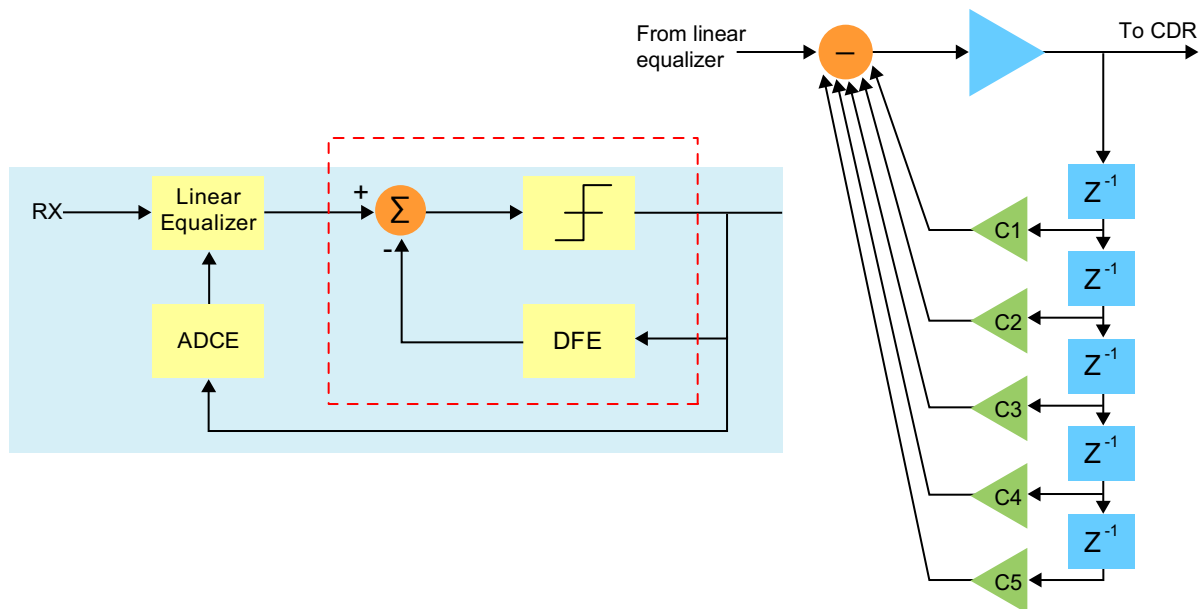 From linear
equalizer
−
To CDR
RX
Linear
Equalizer
+
Σ
-
ADCE
DFE
Z⁻¹
C1
Z⁻¹
C2
Z⁻¹
C3
Z⁻¹
C4
Z⁻¹
C5